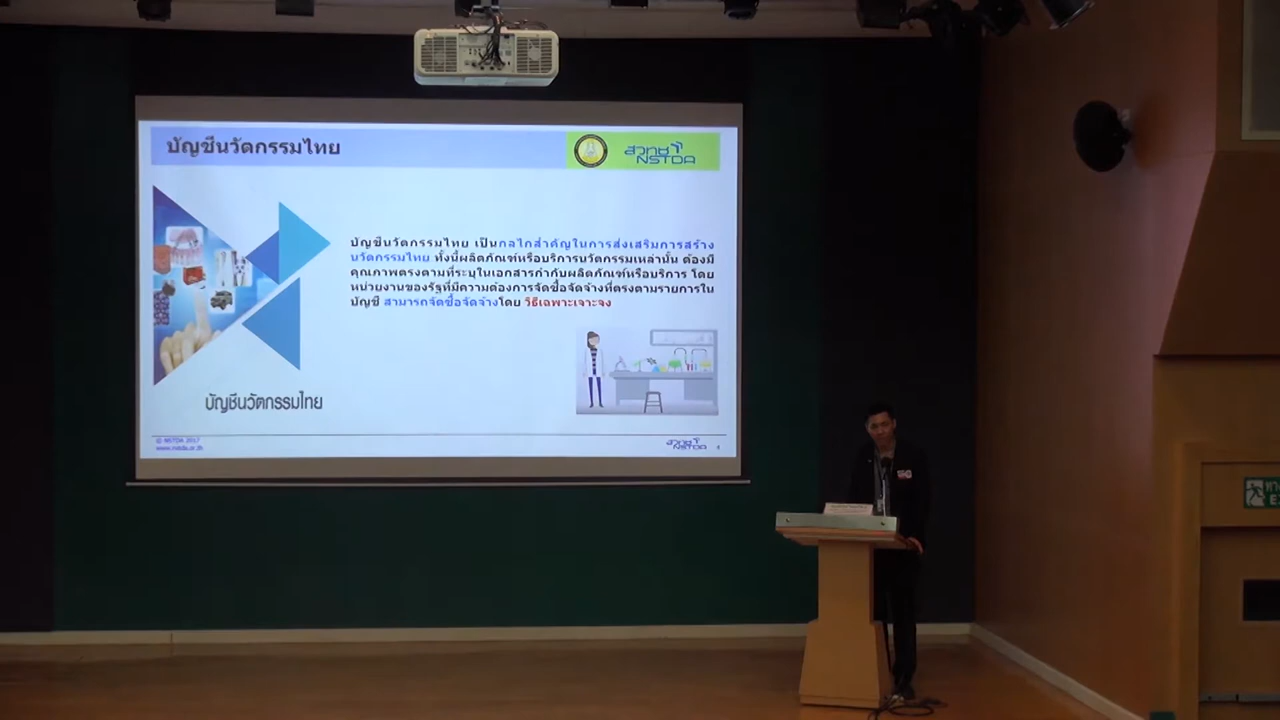 บัญชีนวัตกรรมไทย
สวทช
NSTDA
บัญชีนวัตกรรมไทย เป็นกลไกสำคัญในการส่งเสริมการสร้าง
นวัตกรรมไทย ทั้งนี้ผลิตภัณฑ์หรือบริการนวัตกรรมเหล่านั้น ต้องมี
คุณภาพตรงตามที่ระบุในเอกสารกำกับผลิตภัณฑ์หรือบริการ โดย
หน่วยงานของรัฐที่มีความต้องการจัดซื้อจัดจ้างที่ตรงตามรายการใน
บัญชี สามารถจัดซื้อจัดจ้างโดย วิธีเฉพาะเจาะจง
บัญชีนวัตกรรมไทย
© NSTDA 2017
www.nstda.or.th
สวทช
NSTDA